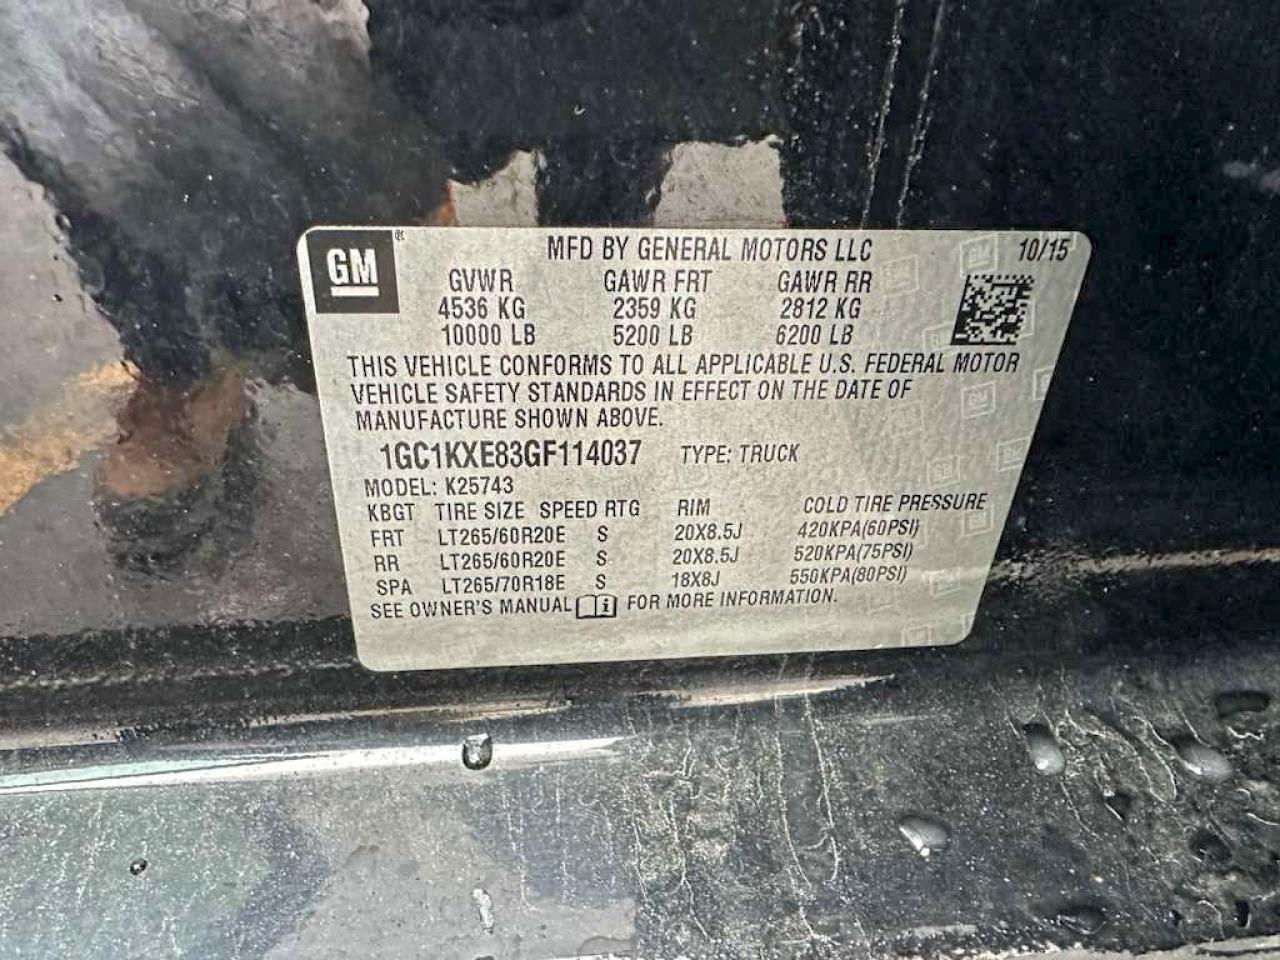 GM ® MFD BY GENERAL MOTORS LLC 10/15
GVWR GAWR FRT GAWR RR
4536 KG 2359 KG 2812 KG
10000 LB 5200 LB 6200 LB
THIS VEHICLE CONFORMS TO ALL APPLICABLE U.S. FEDERAL MOTOR
VEHICLE SAFETY STANDARDS IN EFFECT ON THE DATE OF
MANUFACTURE SHOWN ABOVE.
1GC1KXE83GF114037 TYPE: TRUCK
MODEL: K25743
KBGT TIRE SIZE SPEED RTG RIM COLD TIRE PRESSURE
FRT LT265/60R20E S 20X8.5J 420KPA(60PSI)
RR LT265/60R20E S 20X8.5J 520KPA(75PSI)
SPA LT265/70R18E S 18X8J 550KPA(80PSI)
SEE OWNER'S MANUAL i FOR MORE INFORMATION.